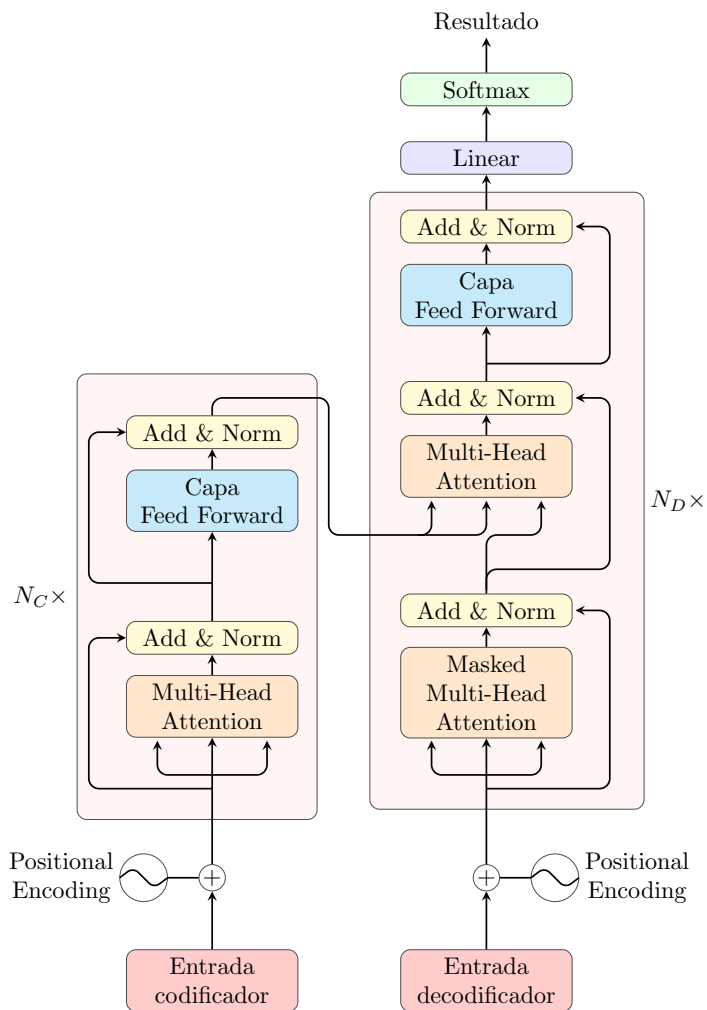 Resultado
Softmax
Linear
Add & Norm
Capa
Feed Forward
Add & Norm
Multi-Head
Attention
N_D×
Add & Norm
Masked
Multi-Head
Attention
Add & Norm
Capa
Feed Forward
N_C×
Add & Norm
Multi-Head
Attention
Positional
Encoding
+
+
Positional
Encoding
Entrada
codificador
Entrada
decodificador